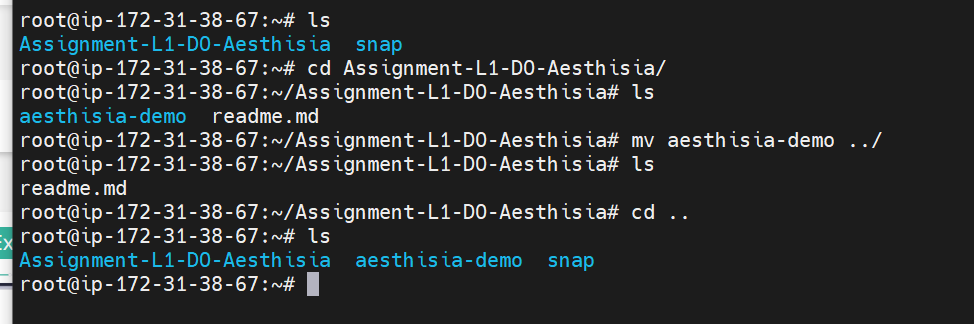 root@ip-172-31-38-67:~# ls
Assignment-L1-DO-Aesthisia  snap
root@ip-172-31-38-67:~# cd Assignment-L1-DO-Aesthisia/
root@ip-172-31-38-67:~/Assignment-L1-DO-Aesthisia# ls
aesthisia-demo  readme.md
root@ip-172-31-38-67:~/Assignment-L1-DO-Aesthisia# mv aesthisia-demo ../
root@ip-172-31-38-67:~/Assignment-L1-DO-Aesthisia# ls
readme.md
root@ip-172-31-38-67:~/Assignment-L1-DO-Aesthisia# cd ..
root@ip-172-31-38-67:~# ls
Ex
Assignment-L1-DO-Aesthisia  aesthisia-demo  snap
root@ip-172-31-38-67:~#